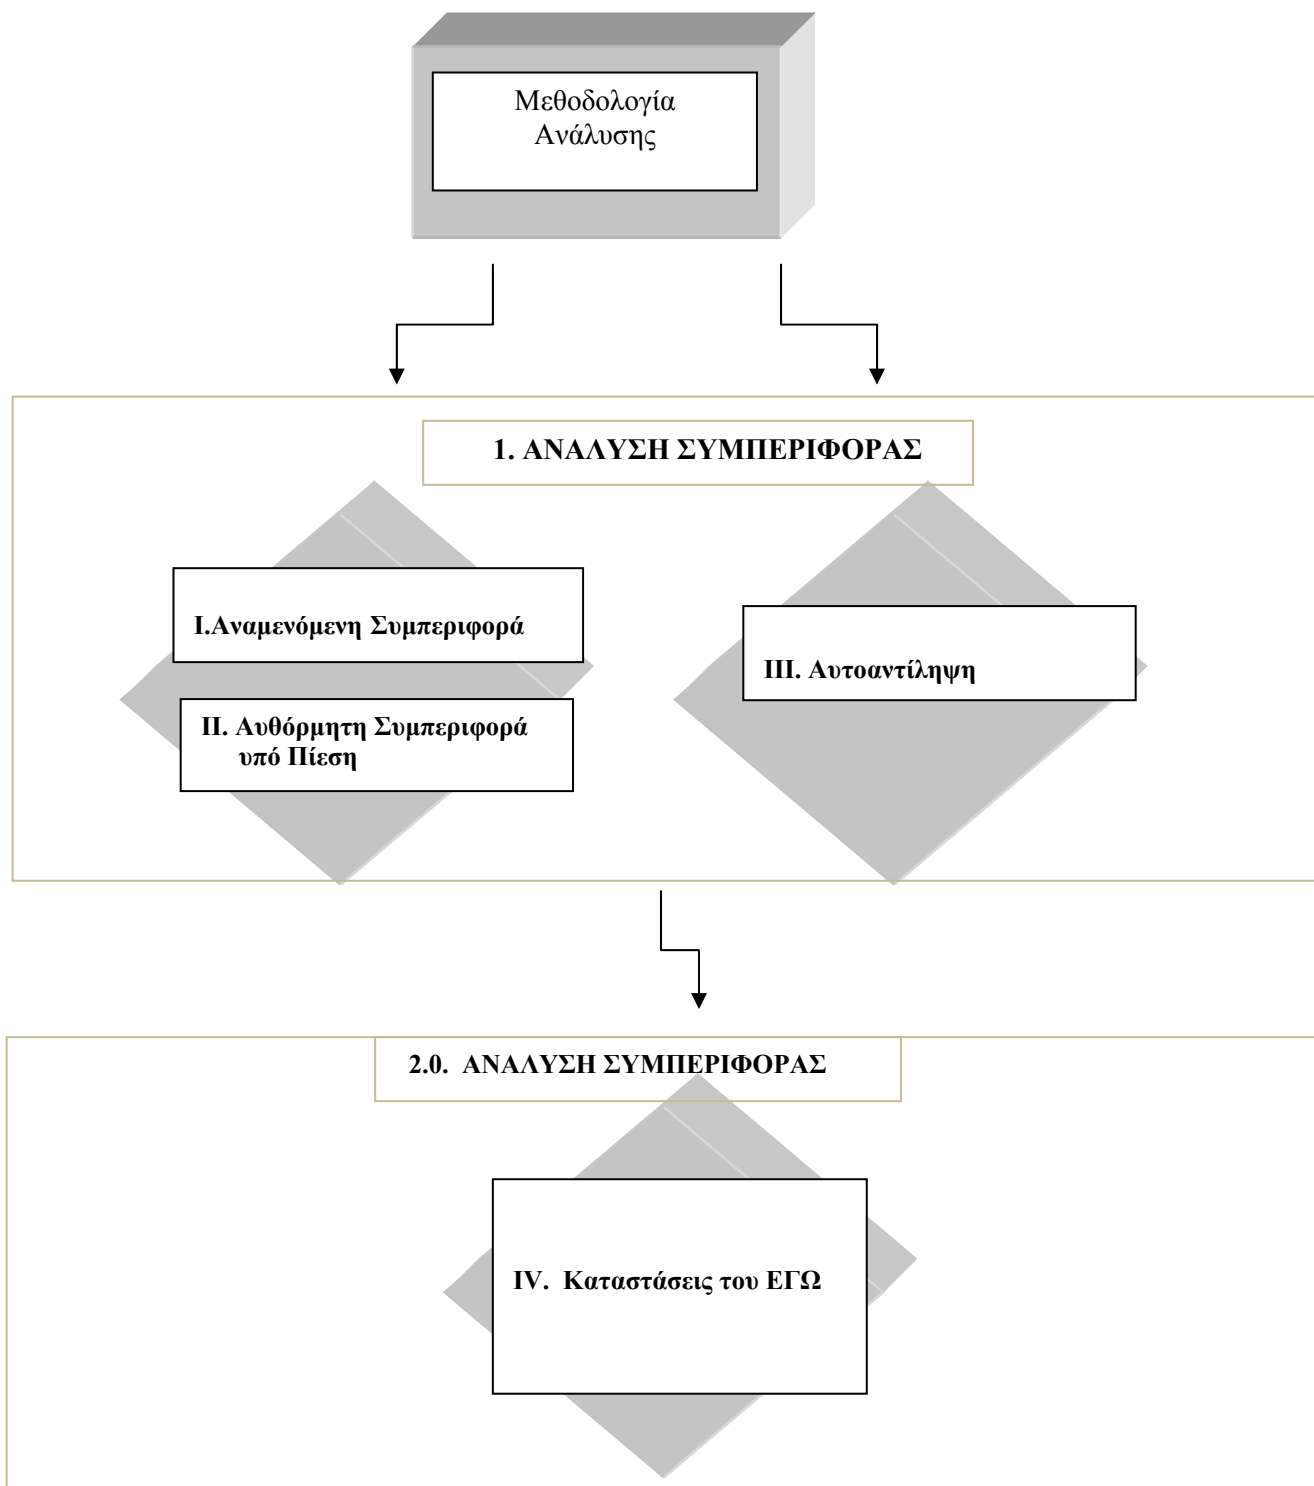 Μεθοδολογία
Ανάλυσης
1. ΑΝΑΛΥΣΗ ΣΥΜΠΕΡΙΦΟΡΑΣ
I.Αναμενόμενη Συμπεριφορά
II. Αυθόρμητη Συμπεριφορά
υπό Πίεση
III. Αυτοαντίληψη
2.0. ΑΝΑΛΥΣΗ ΣΥΜΠΕΡΙΦΟΡΑΣ
IV. Καταστάσεις του ΕΓΩ